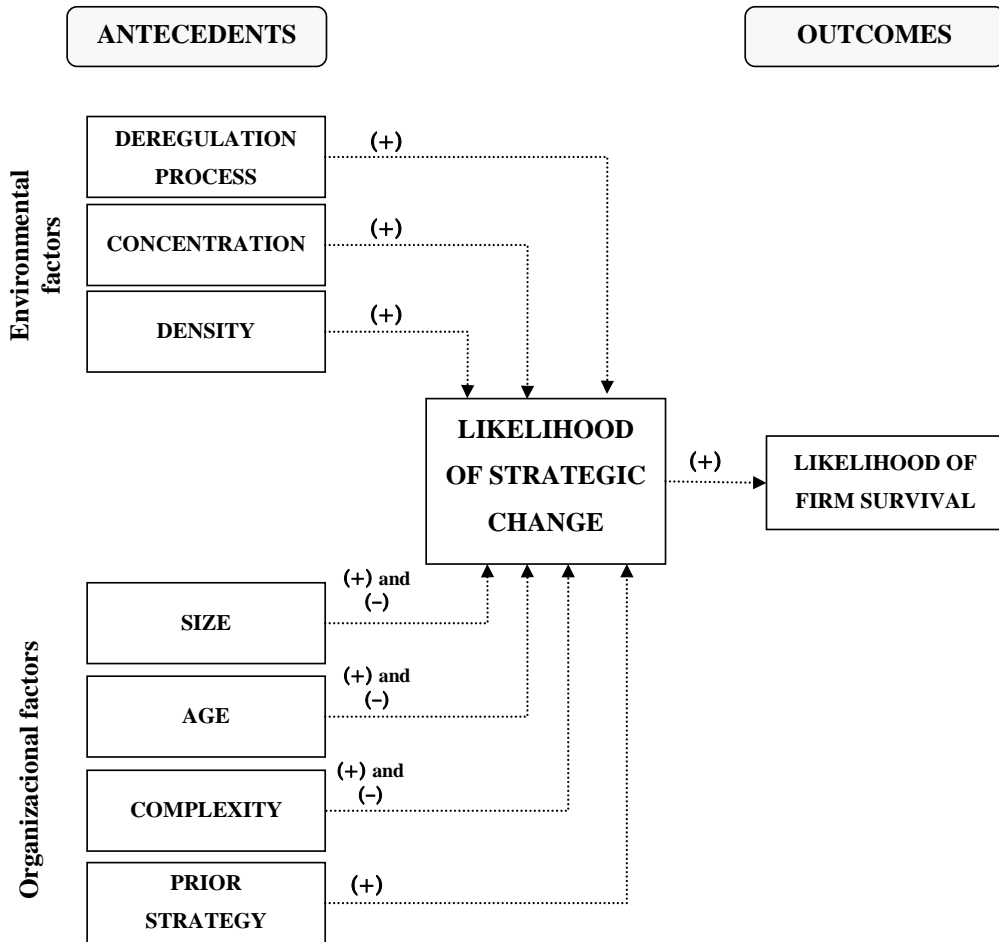 ANTECEDENTS
OUTCOMES
Environmental
factors
DEREGULATION
PROCESS
(+)
CONCENTRATION
(+)
DENSITY
(+)
LIKELIHOOD
OF STRATEGIC
CHANGE
(+)
LIKELIHOOD OF
FIRM SURVIVAL
Organizacional factors
SIZE
(+) and
(−)
AGE
(+) and
(−)
COMPLEXITY
(+) and
(−)
PRIOR
STRATEGY
(+)